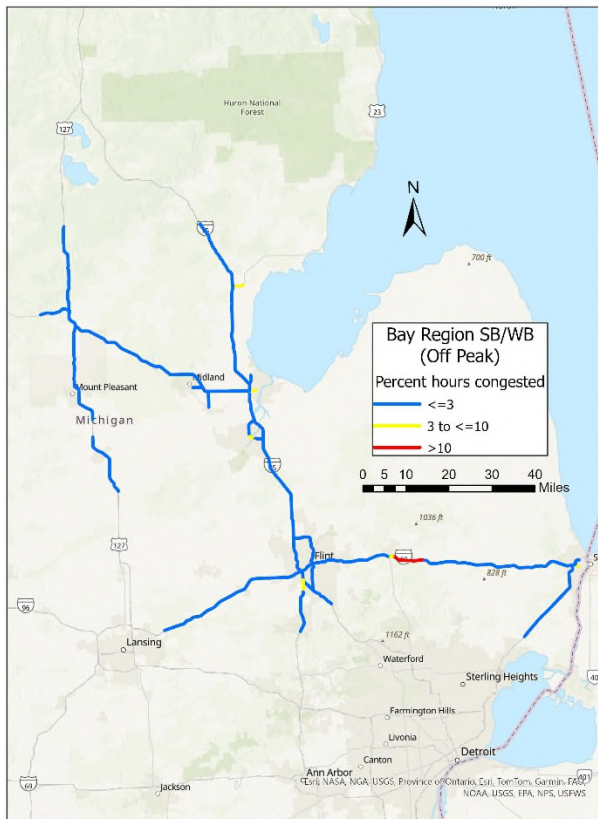 Huron National
Forest
23
127
N
75
700 ft
Bay Region SB/WB
(Off Peak)
Percent hours congested
<=3
3 to <=10
>10
Midland
Mount Pleasant
Michigan
0 5 10 20 30 40
Miles
1036 ft
127
Flint
828 ft
96
Lansing
1162 ft
Waterford
Sterling Heights
Farmington Hills
Livonia
Canton
Detroit
Ann Arbor
69
Jackson
401
Esri, NASA, NGA, USGS, Province of Ontario, Esri, TomTom, Garmin, FAO,
NOAA, USGS, EPA, NPS, USFWS